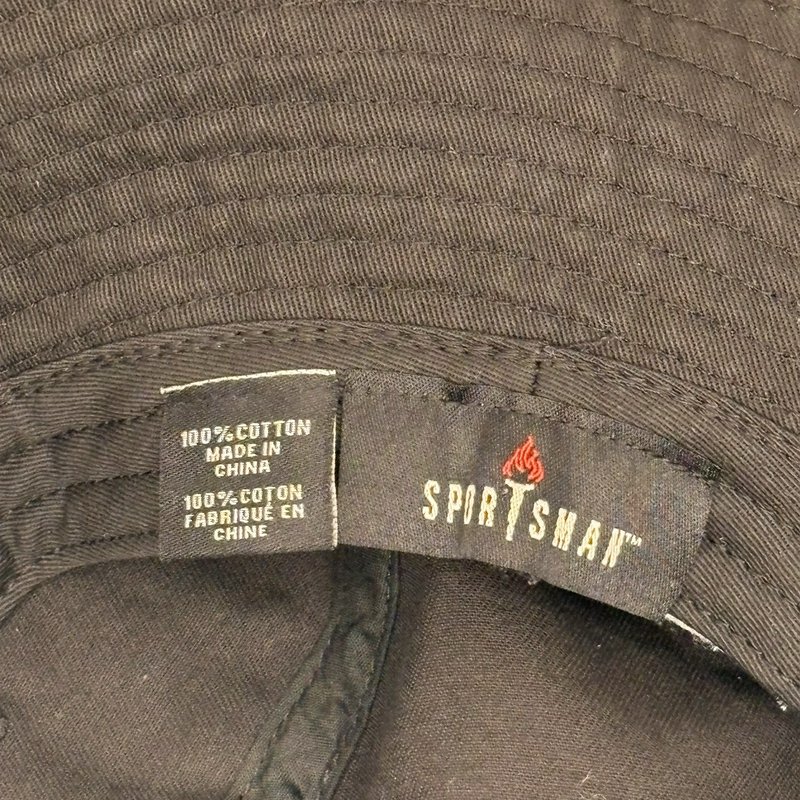 100% COTTON
MADE IN
CHINA
100% COTON
FABRIQUÉ EN
CHINE
SPORTSMAN™